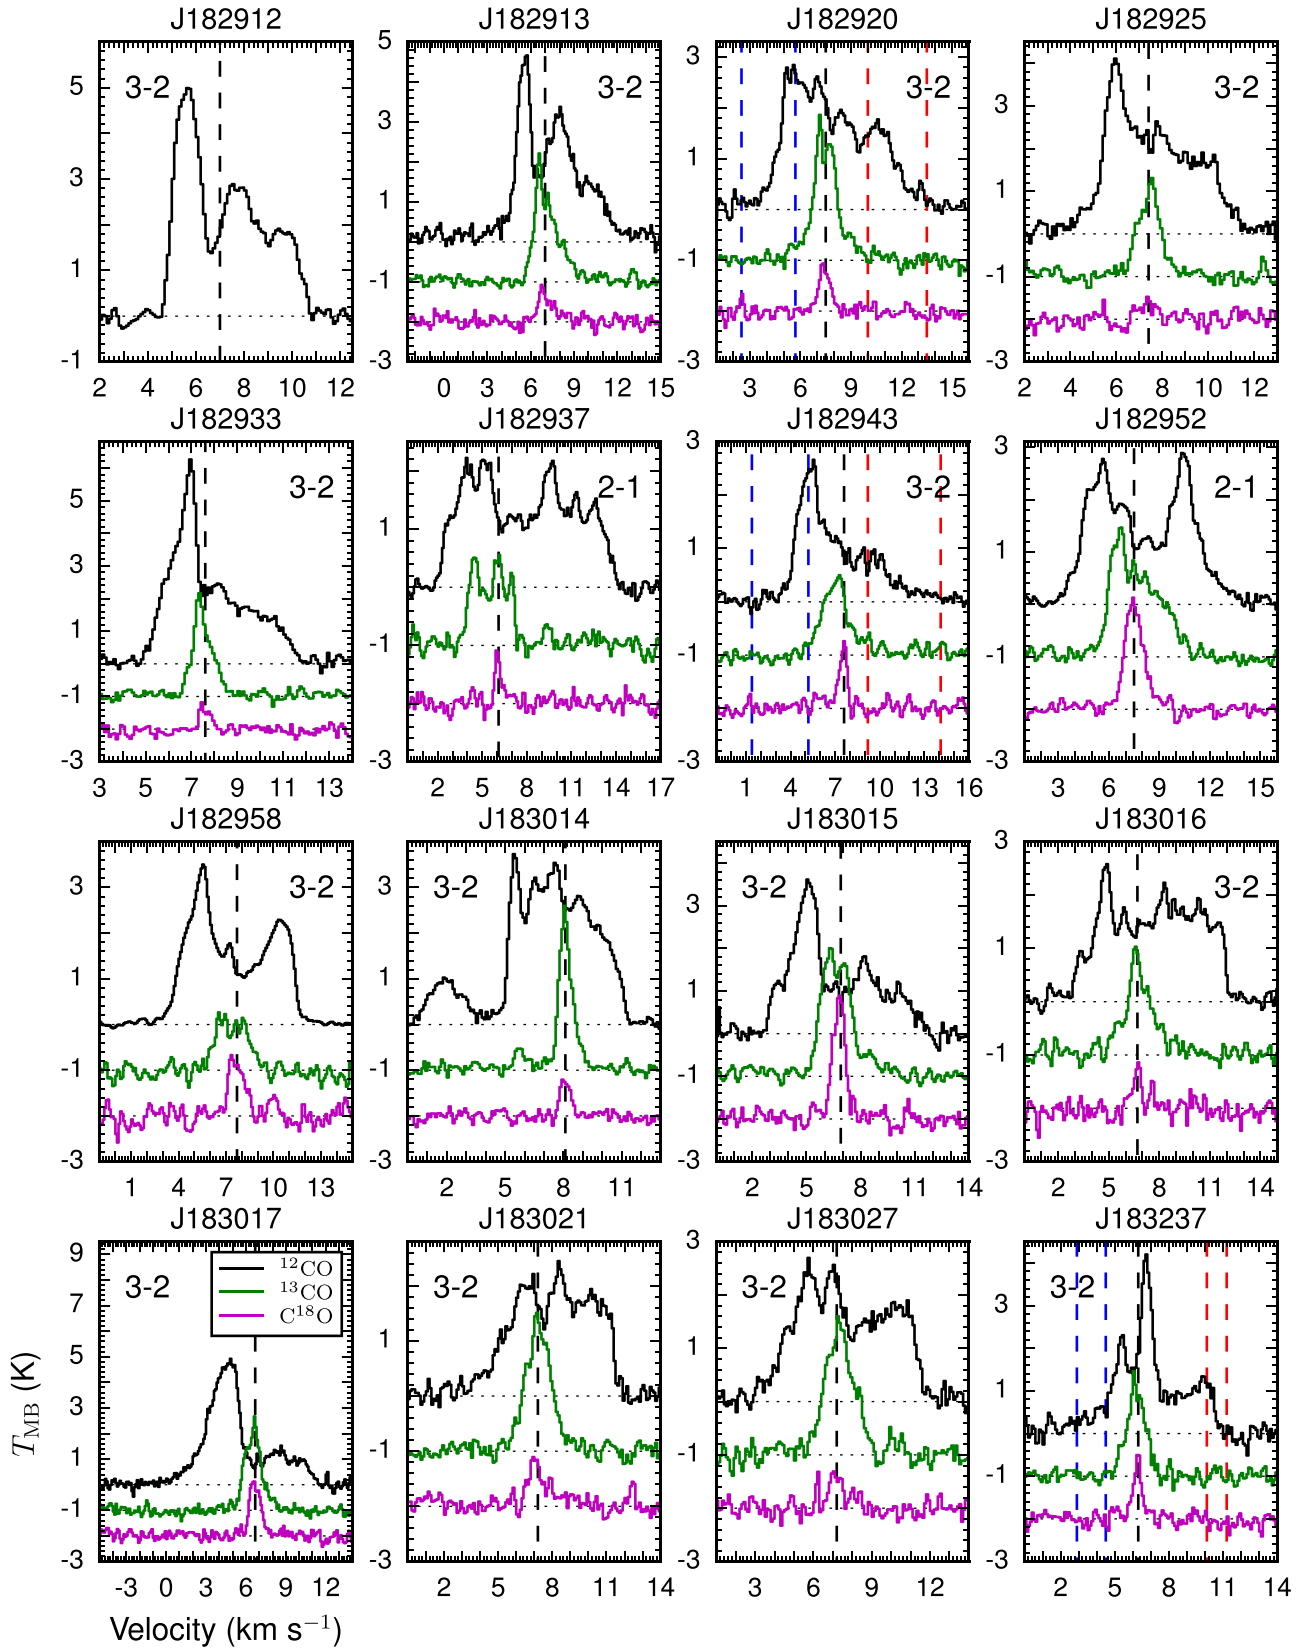 J182912 J182913 J182920 J182925
3-2 3-2 3-2 3-2
5 3 1 -1
5 3 1 -1 -3
3 1 -1 -3
3 1 -1 -3
2 4 6 8 10 12
0 3 6 9 12 15
3 6 9 12 15
2 4 6 8 10 12
J182933 J182937 J182943 J182952
3-2 2-1 3-2 2-1
5 3 1 -1 -3
1 -1 -3
3 1 -1 -3
3 1 -1 -3
3 5 7 9 11 13
2 5 8 11 14 17
1 4 7 10 13 16
3 6 9 12 15
J182958 J183014 J183015 J183016
3-2 3-2 3-2 3-2
3 1 -1 -3
3 1 -1 -3
3 1 -1 -3
3 1 -1 -3
1 4 7 10 13
2 5 8 11
2 5 8 11 14
2 5 8 11 14
J183017 J183021 J183027 J183237
3-2 3-2 3-2 3-2
¹²CO
¹³CO
C¹⁸O
9 7 5 3 1 -1 -3
1 -1 -3
3 1 -1 -3
3 1 -1 -3
-3 0 3 6 9 12
2 5 8 11 14
3 6 9 12
2 5 8 11 14
T_MB (K)
Velocity (km s⁻¹)